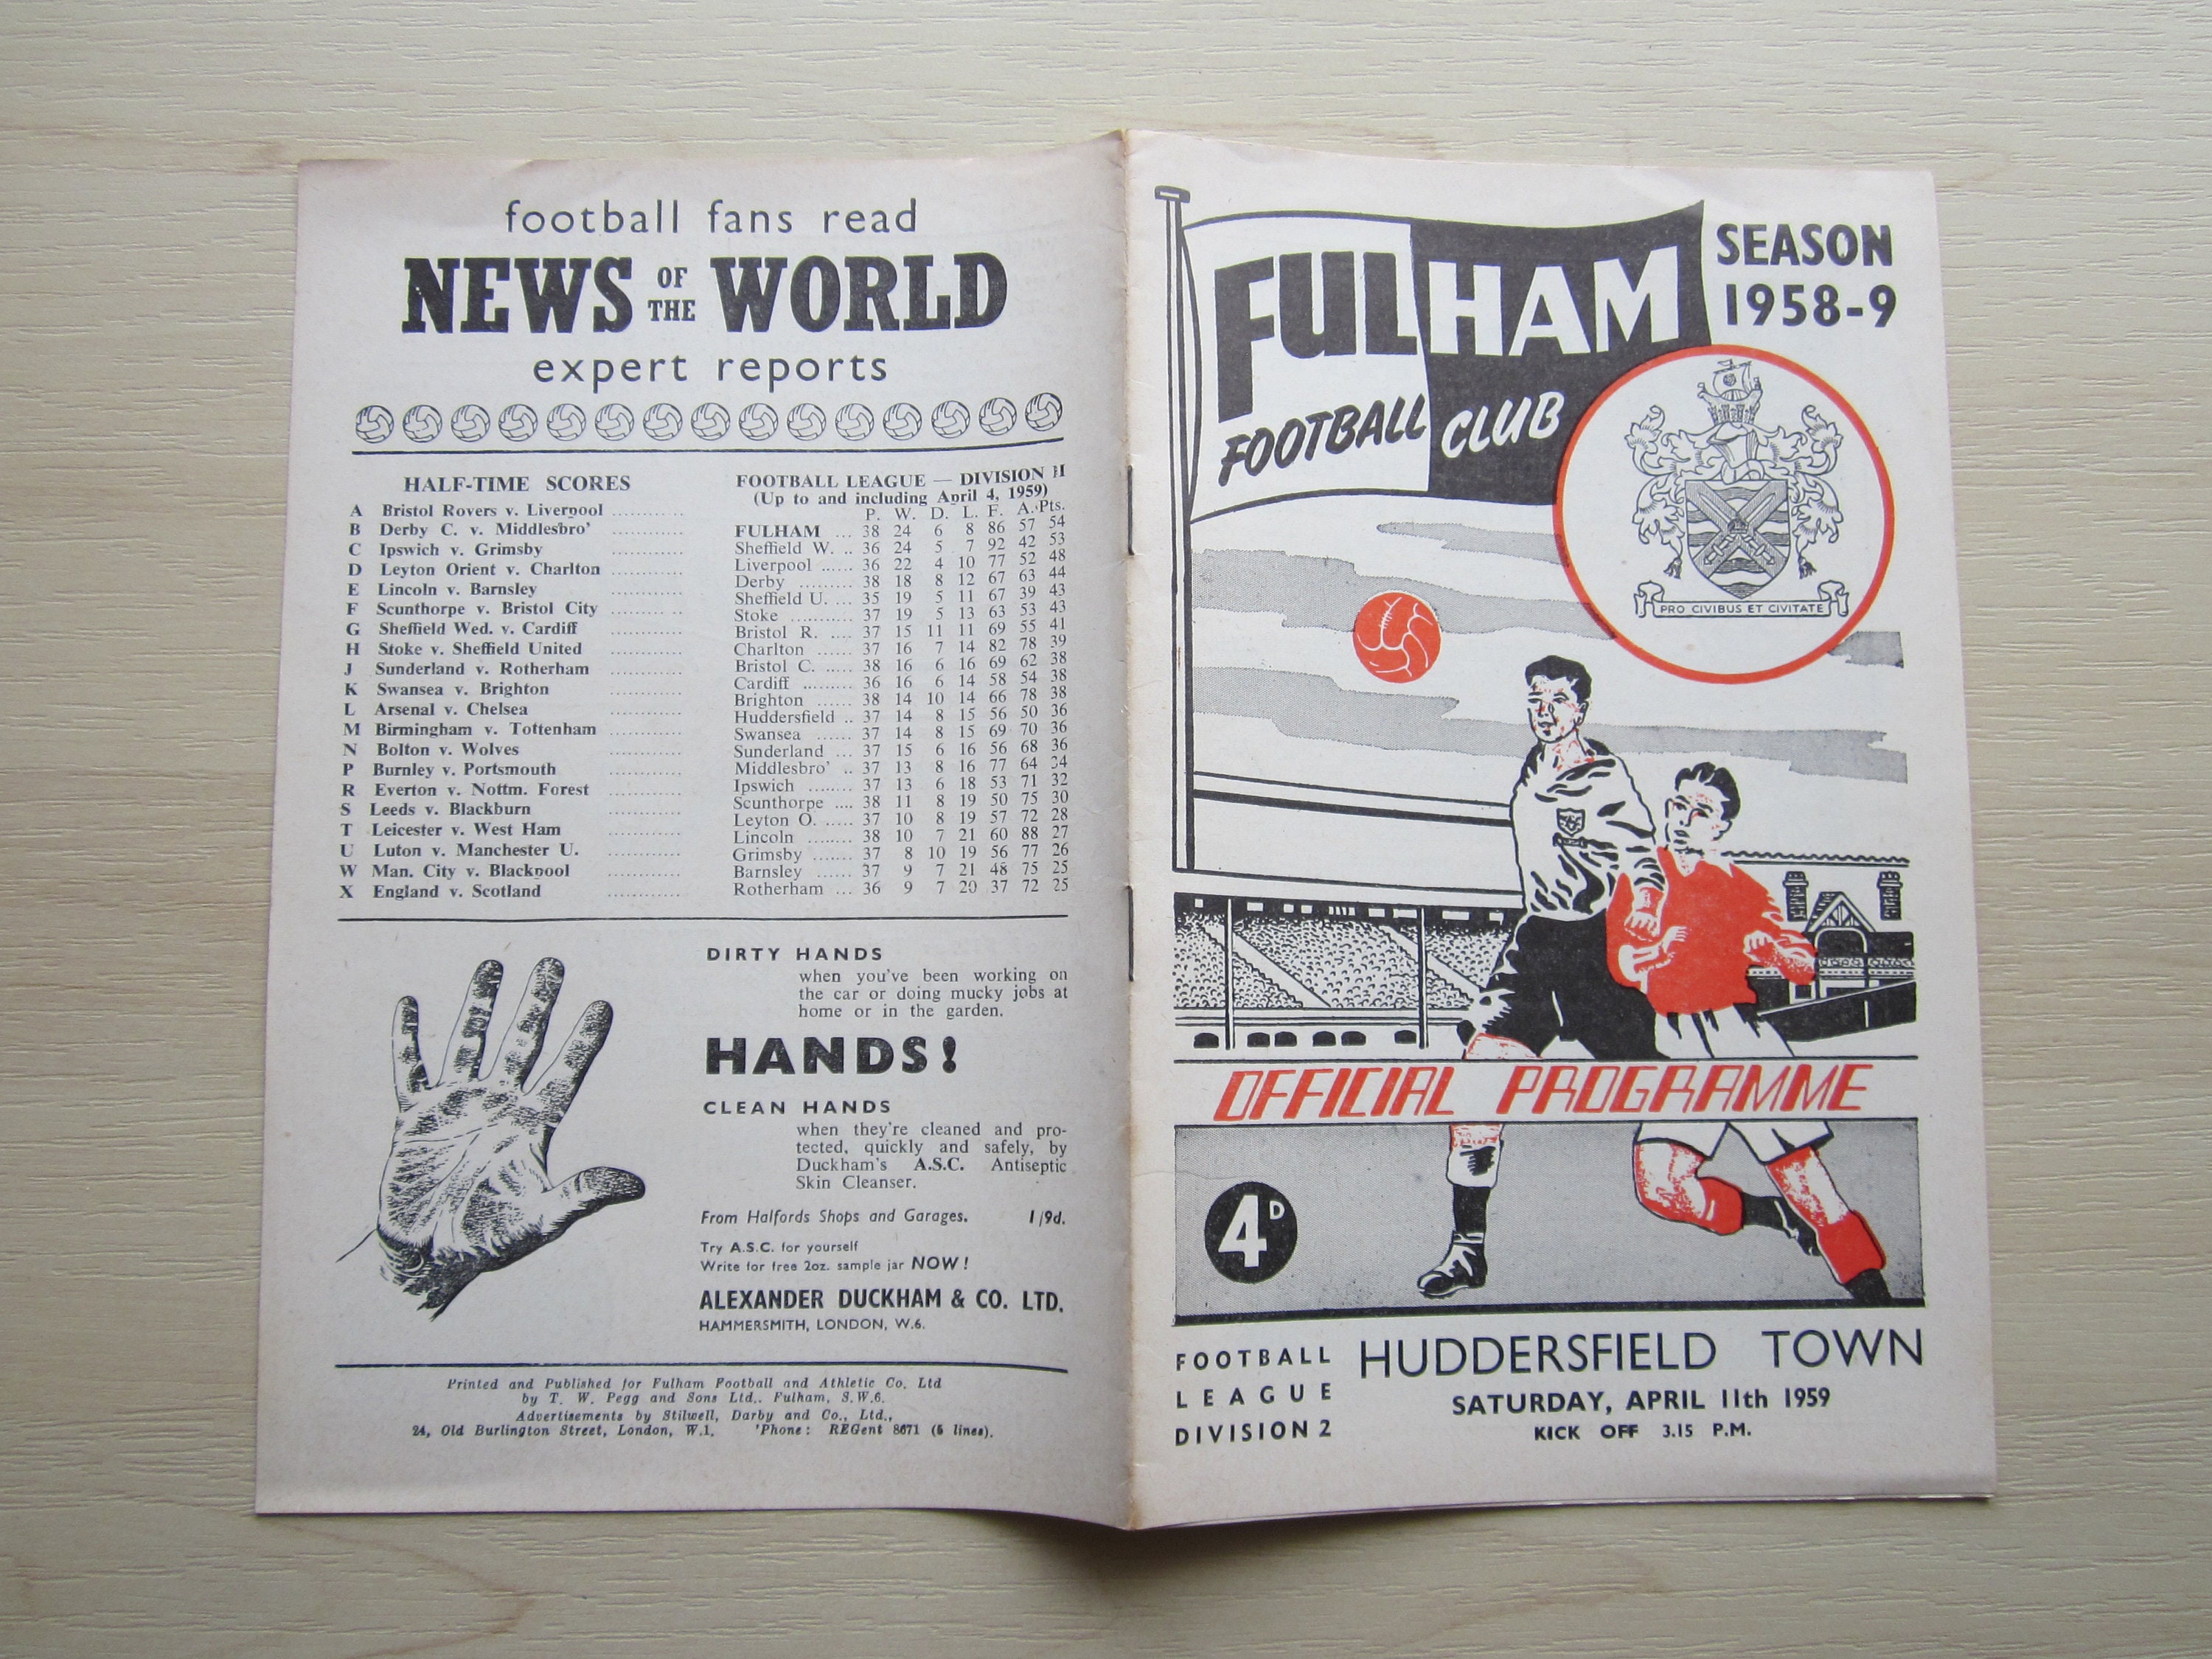 football fans read
NEWS OF THE WORLD
expert reports
HALF-TIME SCORES
A Bristol Rovers v. Liverpool ............
B Derby C. v. Middlesbro' ............
C Ipswich v. Grimsby ............
D Leyton Orient v. Charlton ............
E Lincoln v. Barnsley ............
F Scunthorpe v. Bristol City ............
G Sheffield Wed. v. Cardiff ............
H Stoke v. Sheffield United ............
J Sunderland v. Rotherham ............
K Swansea v. Brighton ............
L Arsenal v. Chelsea ............
M Birmingham v. Tottenham ............
N Bolton v. Wolves ............
P Burnley v. Portsmouth ............
R Everton v. Nottm. Forest ............
S Leeds v. Blackburn ............
T Leicester v. West Ham ............
U Luton v. Manchester U. ............
W Man. City v. Blackpool ............
X England v. Scotland ............
FOOTBALL LEAGUE — DIVISION II
(Up to and including April 4, 1959)
P. W. D. L. F. A. Pts.
FULHAM ... 38 24 6 8 86 57 54
Sheffield W. .. 36 24 5 7 92 42 53
Liverpool ...... 36 22 4 10 77 52 48
Derby ......... 38 18 8 12 67 63 44
Sheffield U. ... 35 19 5 11 67 39 43
Stoke ........... 37 19 5 13 63 53 43
Bristol R. .... 37 15 11 11 69 55 41
Charlton ...... 37 16 7 14 82 78 39
Bristol C. ..... 38 16 6 16 69 62 38
Cardiff ......... 36 16 6 14 58 54 38
Brighton ...... 38 14 10 14 66 78 38
Huddersfield .. 37 14 8 15 56 50 36
Swansea ...... 37 14 8 15 69 70 36
Sunderland ... 37 15 6 16 56 68 36
Middlesbro' .. 37 13 8 16 77 64 34
Ipswich ........ 37 13 6 18 53 71 32
Scunthorpe .... 38 11 8 19 50 75 30
Leyton O. ..... 37 10 8 19 57 72 28
Lincoln ........ 38 10 7 21 60 88 27
Grimsby ....... 37 8 10 19 56 77 26
Barnsley ...... 37 9 7 21 48 75 25
Rotherham ... 36 9 7 20 37 72 25
DIRTY HANDS
when you've been working on
the car or doing mucky jobs at
home or in the garden.
HANDS!
CLEAN HANDS
when they're cleaned and pro-
tected, quickly and safely, by
Duckham's A.S.C. Antiseptic
Skin Cleanser.
From Halfords Shops and Garages. 1/9d.
Try A.S.C. for yourself
Write for free 2oz. sample jar NOW!
ALEXANDER DUCKHAM & CO. LTD.
HAMMERSMITH, LONDON, W.6.
Printed and Published for Fulham Football and Athletic Co. Ltd
by T. W. Pegg and Sons Ltd., Fulham, S.W.6.
Advertisements by Stilwell, Darby and Co., Ltd.,
24, Old Burlington Street, London, W.1. 'Phone: REGent 8671 (5 lines).
FULHAM
FOOTBALL CLUB
SEASON
1958-9
PRO CIVIBUS ET CIVITATE
OFFICIAL PROGRAMME
4D
FOOTBALL
LEAGUE
DIVISION 2
HUDDERSFIELD TOWN
SATURDAY, APRIL 11th 1959
KICK OFF 3.15 P.M.